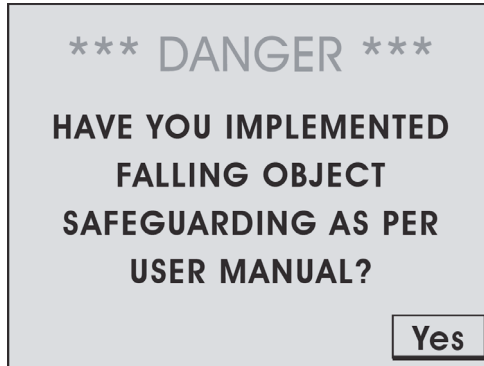 *** DANGER ***
HAVE YOU IMPLEMENTED
FALLING OBJECT
SAFEGUARDING AS PER
USER MANUAL?
Yes